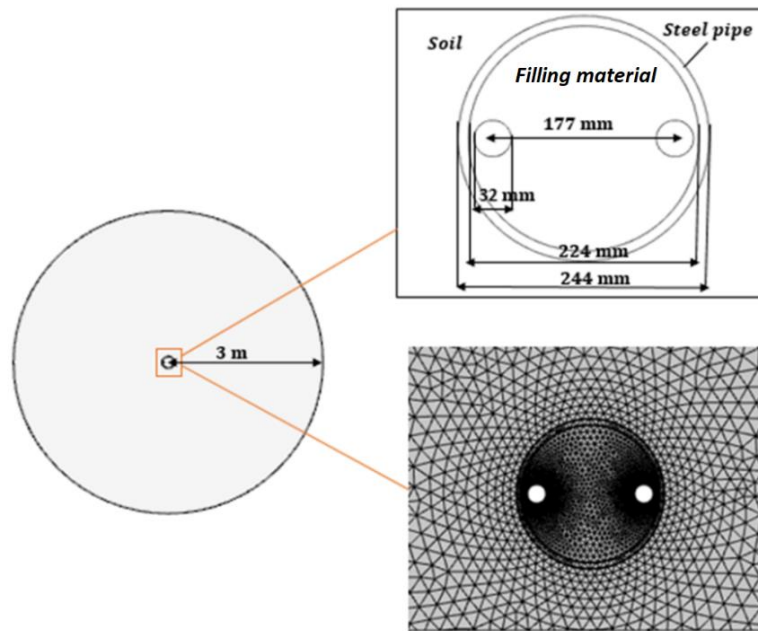 Soil
Steel pipe
Filling material
177 mm
32 mm
224 mm
244 mm
3 m